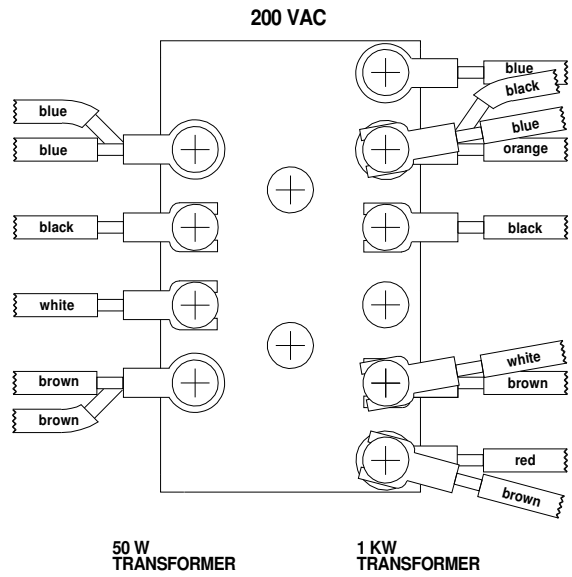 200 VAC
blue
blue
black
white
brown
brown
blue
black
blue
orange
black
white
brown
red
brown
50 W
TRANSFORMER
1 KW
TRANSFORMER